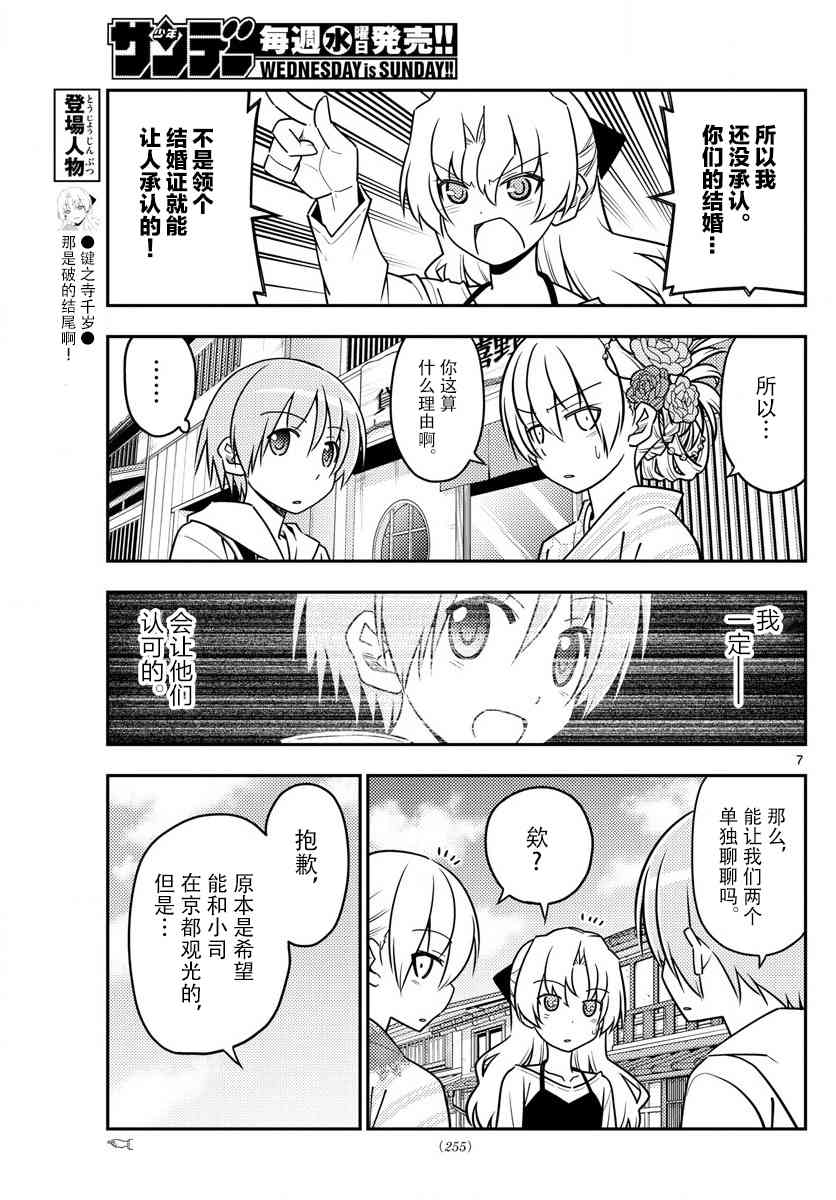 少年サンデー 毎週水曜日発売!!
WEDNESDAY is SUNDAY!!
登場人物
とうじょうじんぶつ
●键之寺千岁●
那是破的结尾啊!
所以我
还没承认。
你们的结婚…
不是领个
结婚证就能
让人承认的!
所以…
你这算
什么理由啊。
……
我
一定——
会让他们
认可的。
7
那么,
能让我们两个
单独聊聊吗。
欸?
抱歉,
原本是希望
能和小司
在京都观光的,
但是…
(255)